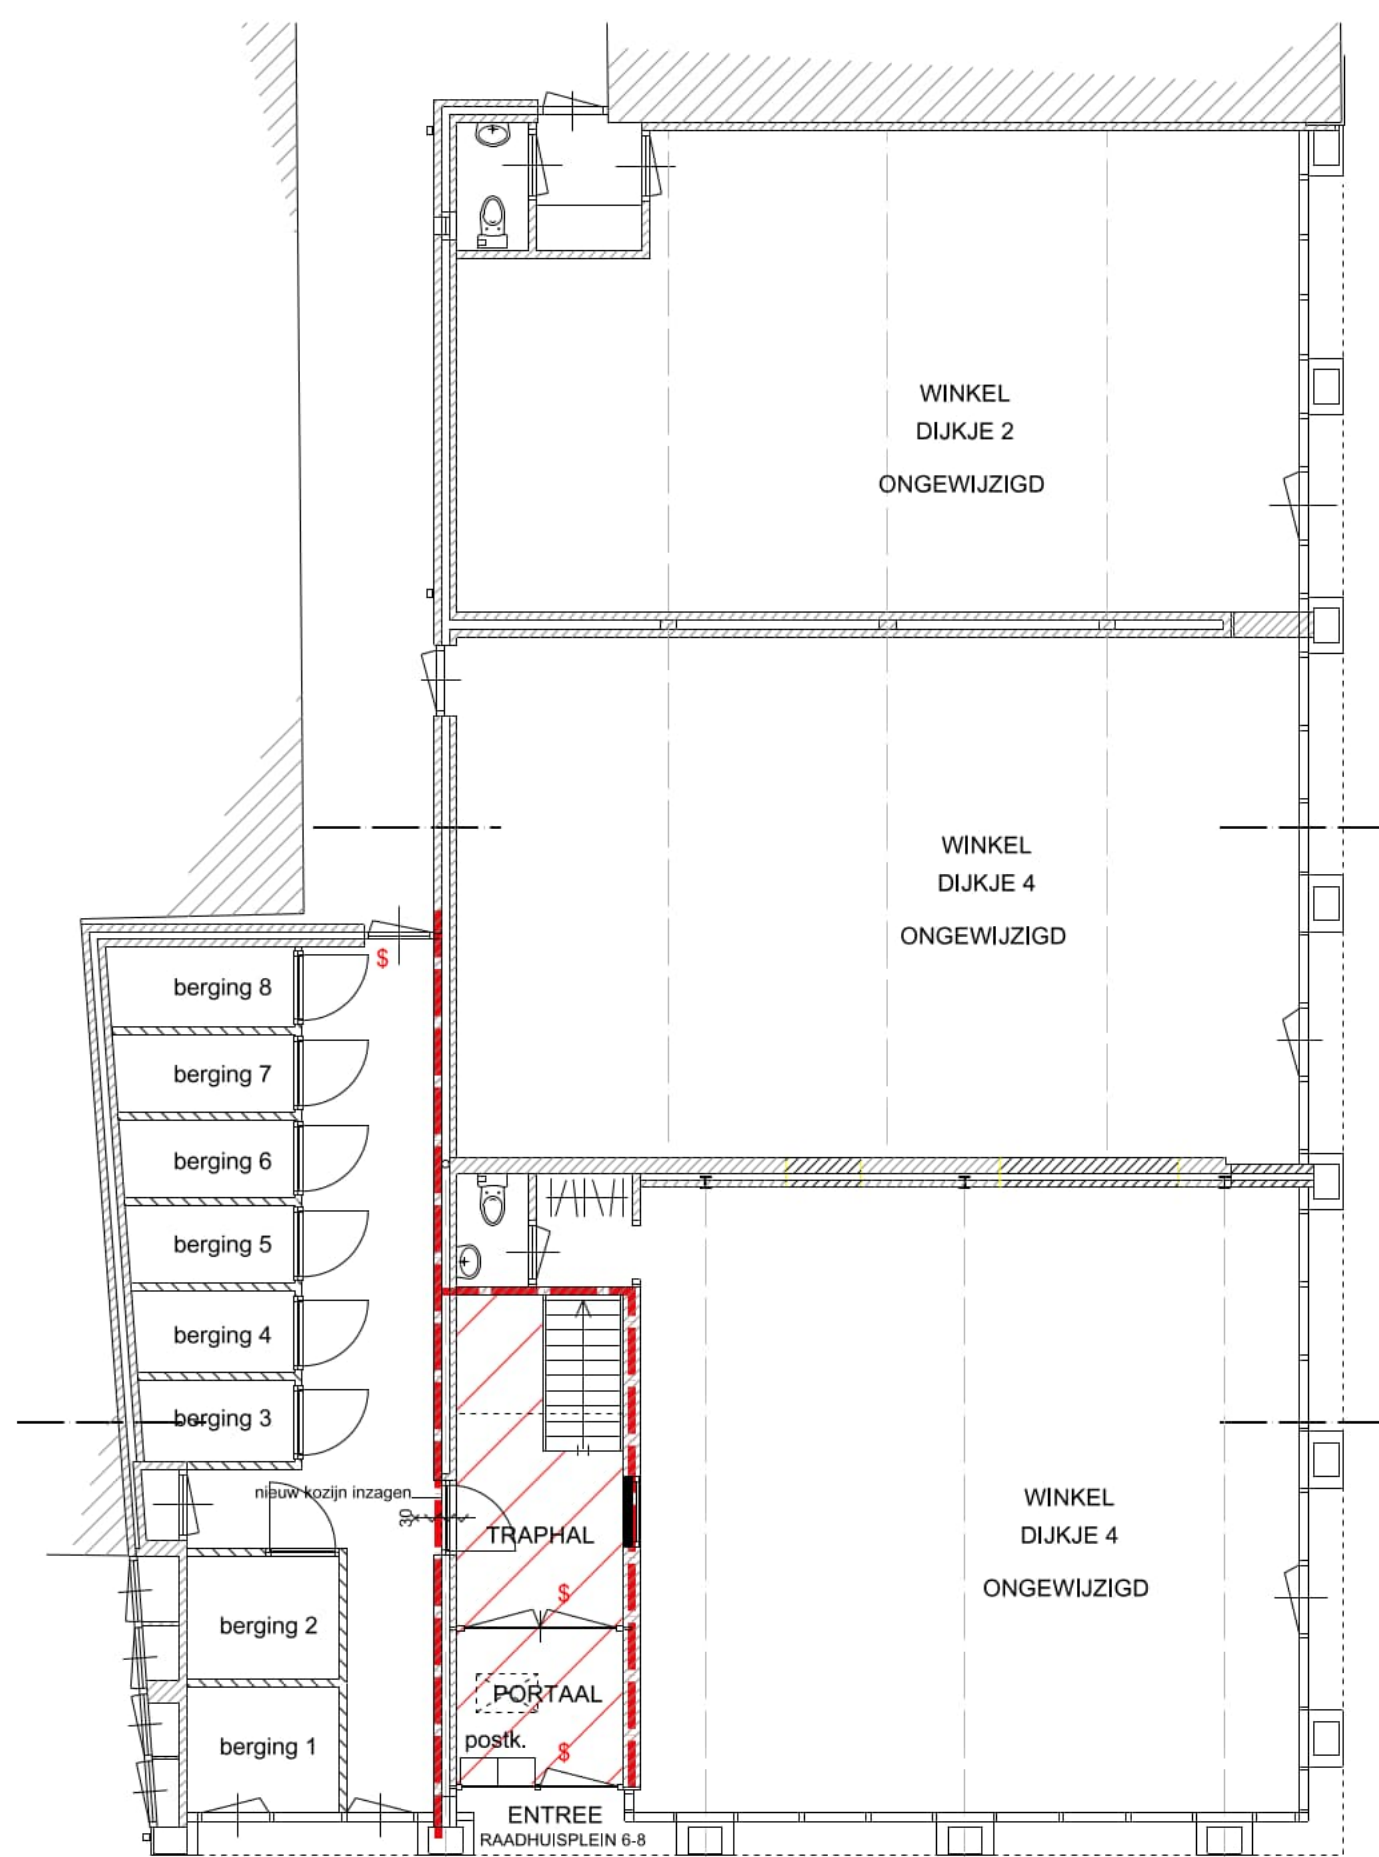 WINKEL
DIJKJE 2
ONGEWIJZIGD
WINKEL
DIJKJE 4
ONGEWIJZIGD
$
berging 8
berging 7
berging 6
berging 5
berging 4
berging 3
nieuw kozijn inzagen
30
TRAPHAL
WINKEL
DIJKJE 4
ONGEWIJZIGD
$
berging 2
PORTAAL
postk.
$
berging 1
ENTREE
RAADHUISPLEIN 6-8